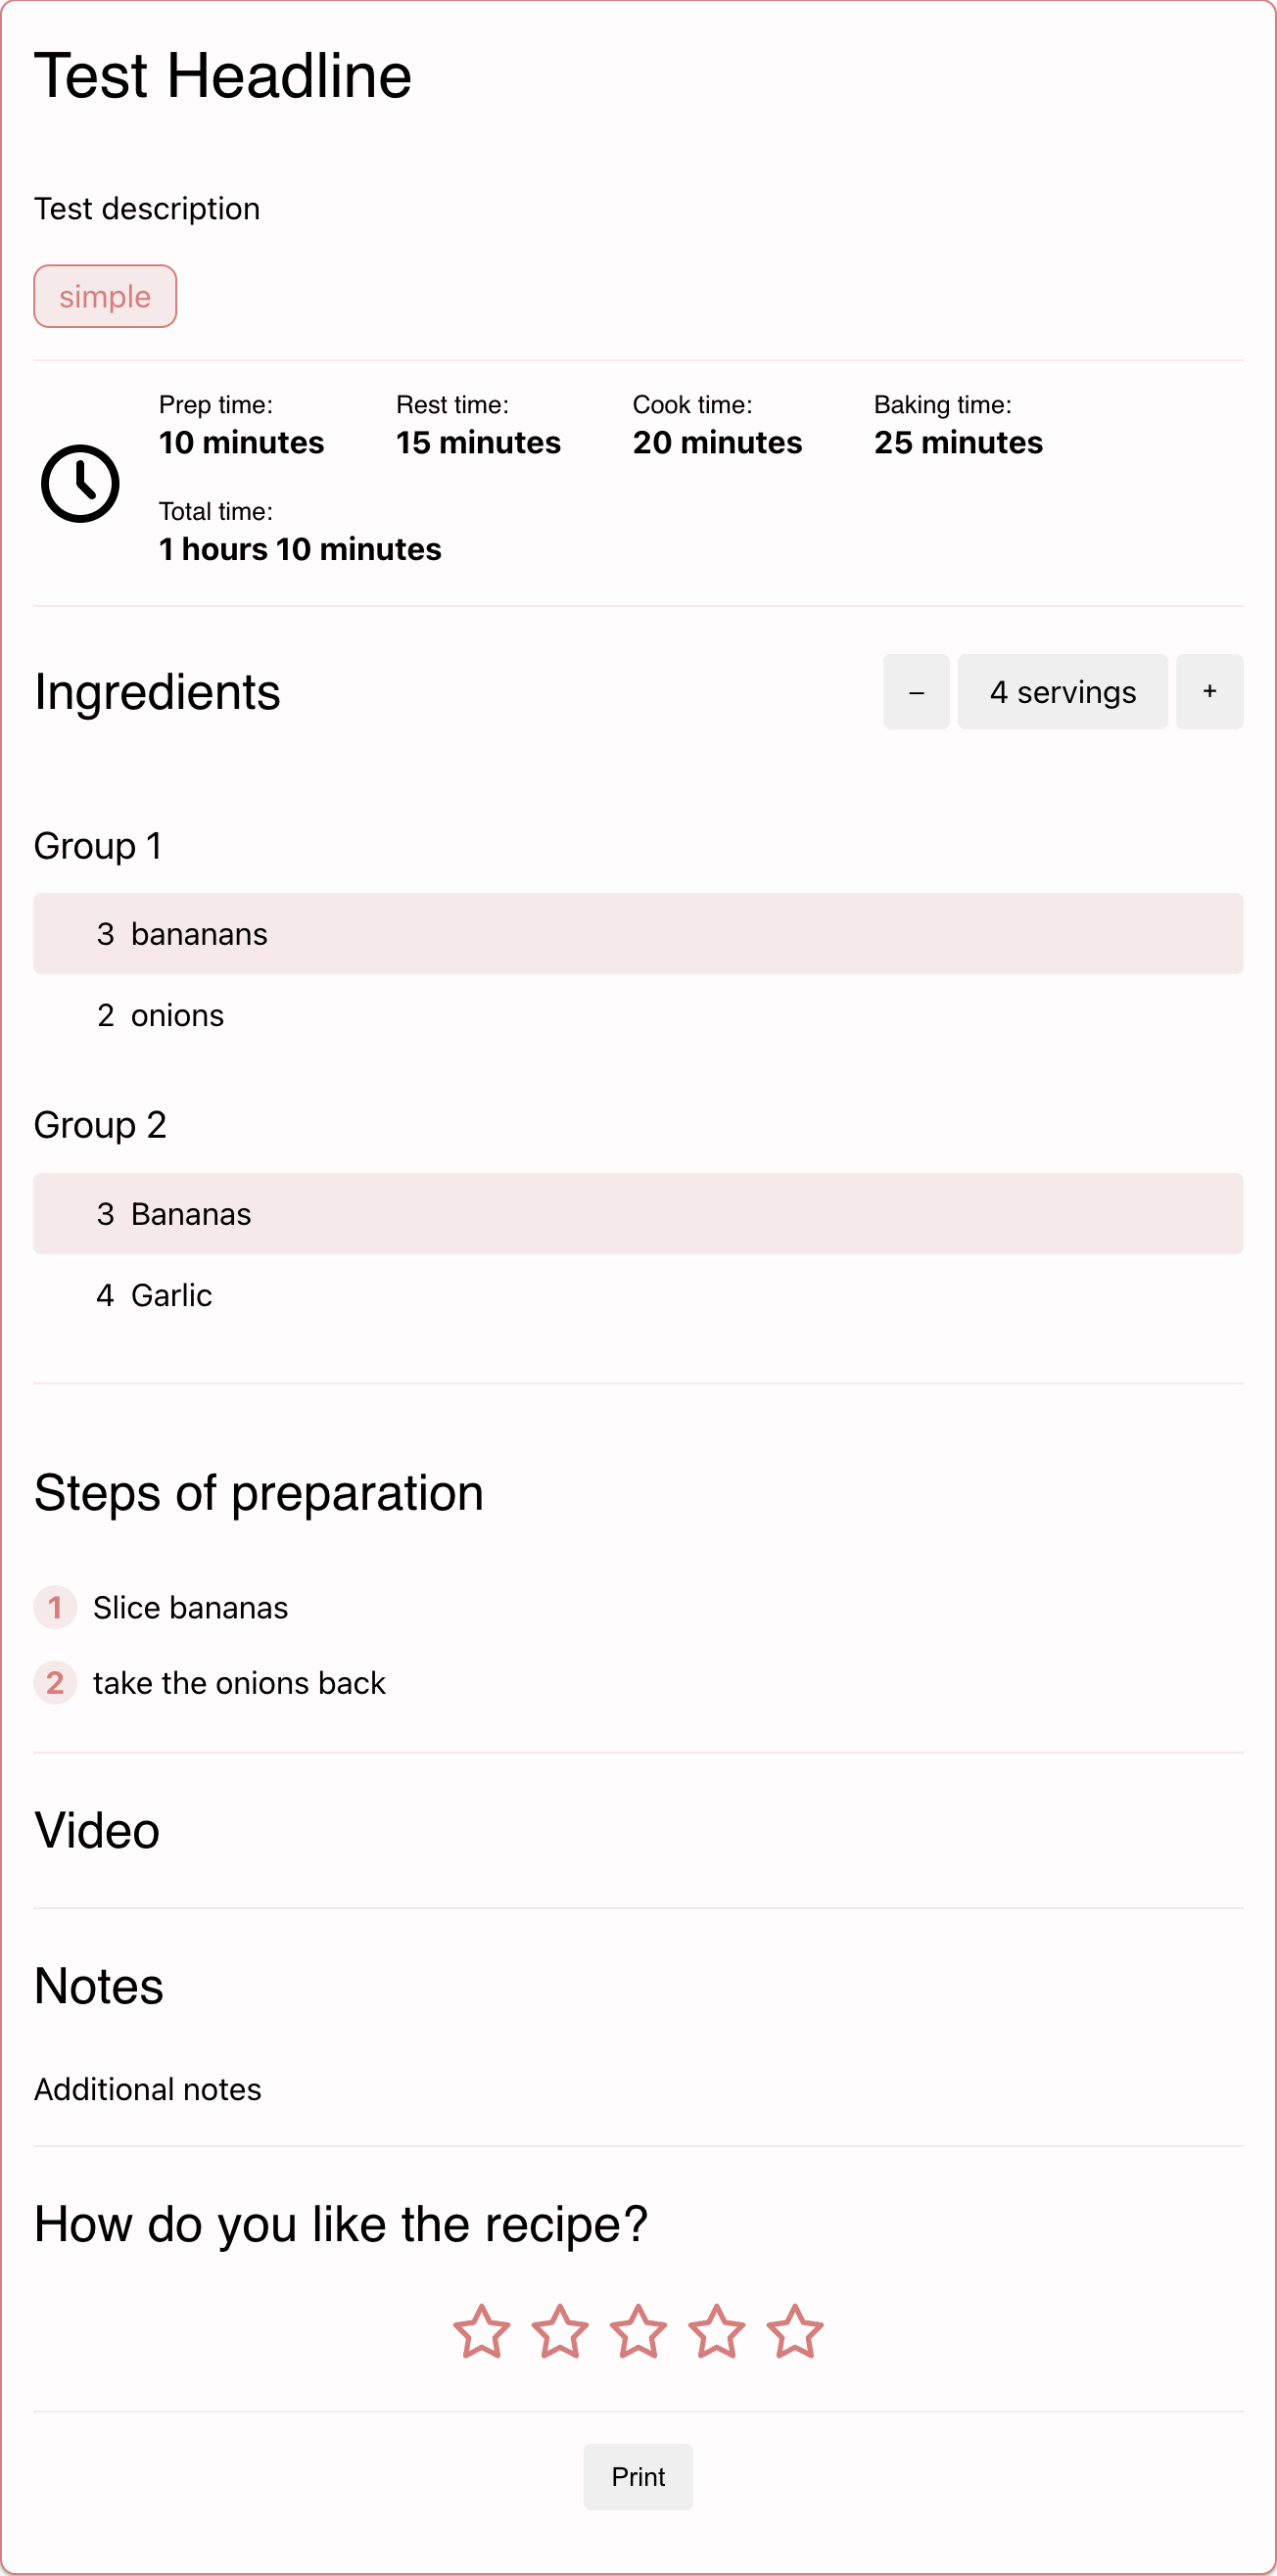 Test Headline
Test description
simple
Prep time:
10 minutes
Rest time:
15 minutes
Cook time:
20 minutes
Baking time:
25 minutes
Total time:
1 hours 10 minutes
Ingredients
–
4 servings
+
Group 1
3 bananans
2 onions
Group 2
3 Bananas
4 Garlic
Steps of preparation
1 Slice bananas
2 take the onions back
Video
Notes
Additional notes
How do you like the recipe?
Print